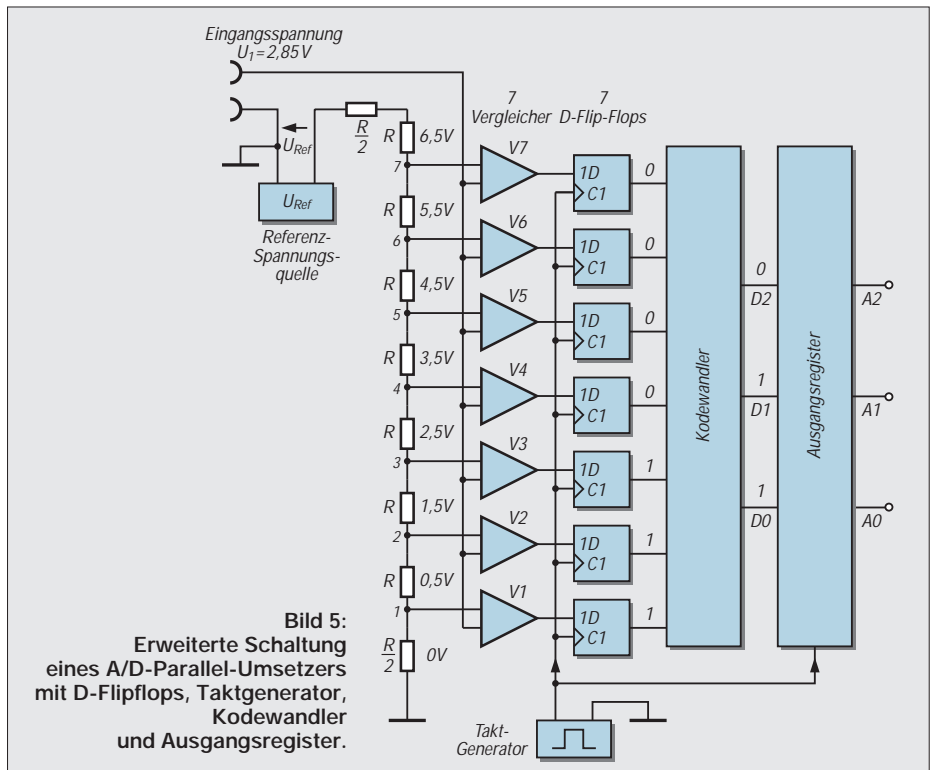 Eingangsspannung
U1=2,85V
7 7
Vergleicher D-Flip-Flops
R/2
URef
URef
Referenz-
Spannungs-
quelle
R 6,5V
7
R 5,5V
6
R 4,5V
5
R 3,5V
4
R 2,5V
3
R 1,5V
2
R 0,5V
1
R/2 0V
V7
1D
C1
0
V6
1D
C1
0
V5
1D
C1
0
V4
1D
C1
0
V3
1D
C1
1
V2
1D
C1
1
V1
1D
C1
1
Kodewandler
0
D2
1
D1
1
D0
Ausgangsregister
A2
A1
A0
Takt-
Generator
Bild 5:
Erweiterte Schaltung
eines A/D-Parallel-Umsetzers
mit D-Flipflops, Taktgenerator,
Kodewandler
und Ausgangsregister.